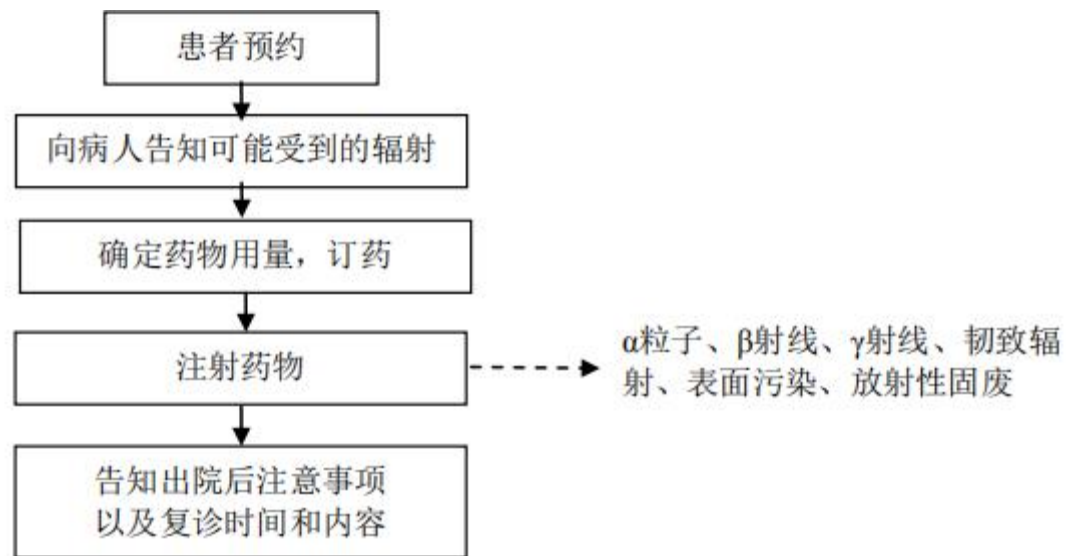 患者预约
向病人告知可能受到的辐射
确定药物用量，订药
注射药物
α粒子、β射线、γ射线、韧致辐
射、表面污染、放射性固废
告知出院后注意事项
以及复诊时间和内容